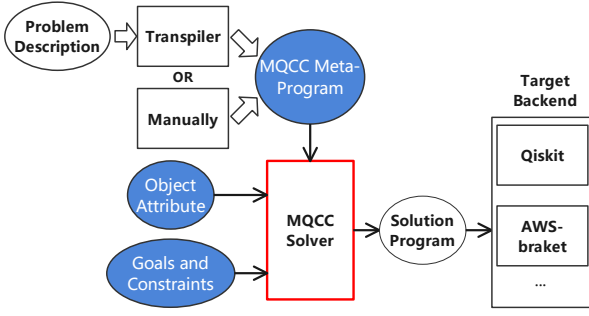 Problem
Description
Transpiler
OR
Manually
MQCC Meta-
Program
Object
Attribute
Goals and
Constraints
MQCC
Solver
Solution
Program
Target
Backend
Qiskit
AWS-
braket
...